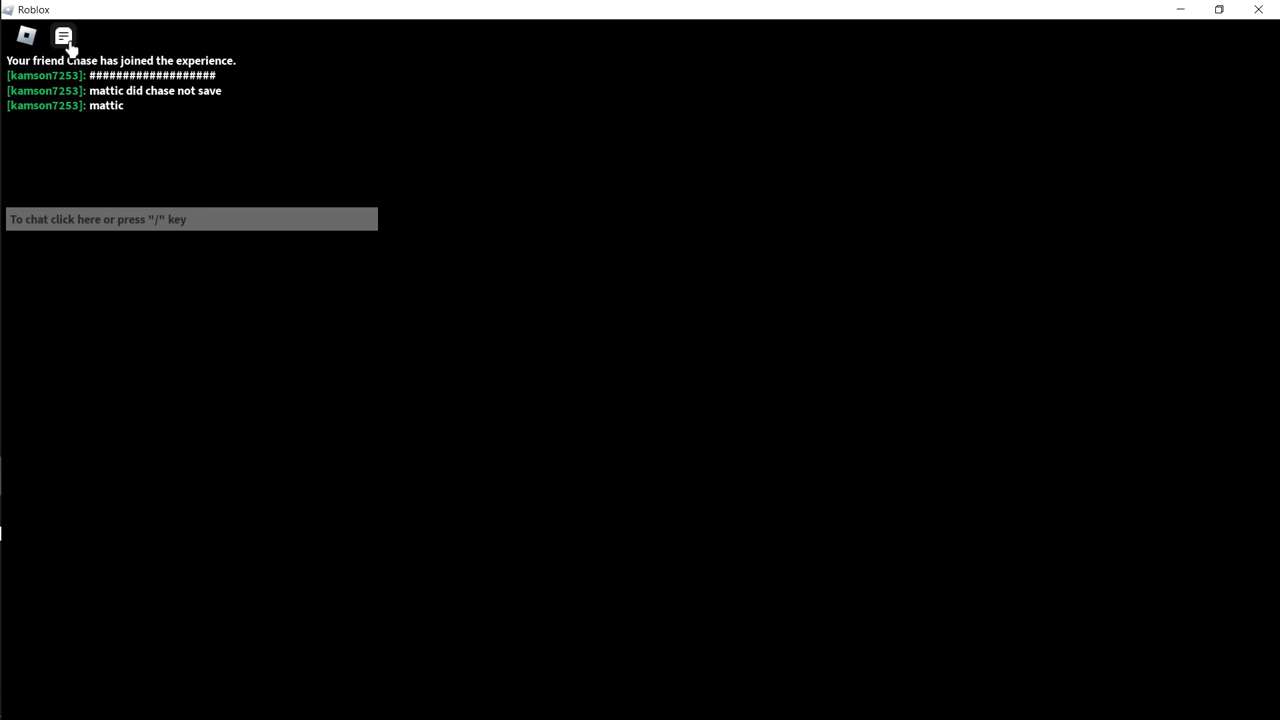 Roblox
Your friend Chase has joined the experience.
[kamson7253]: ###################
[kamson7253]: mattic did chase not save
[kamson7253]: mattic
To chat click here or press "/" key